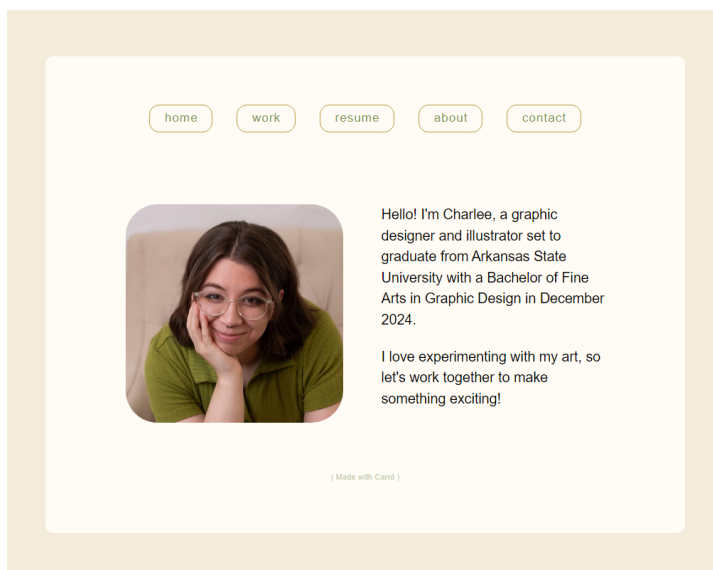 home work resume about contact
Hello! I'm Charlee, a graphic
designer and illustrator set to
graduate from Arkansas State
University with a Bachelor of Fine
Arts in Graphic Design in December
2024.
I love experimenting with my art, so
let's work together to make
something exciting!
( Made with Carrd )